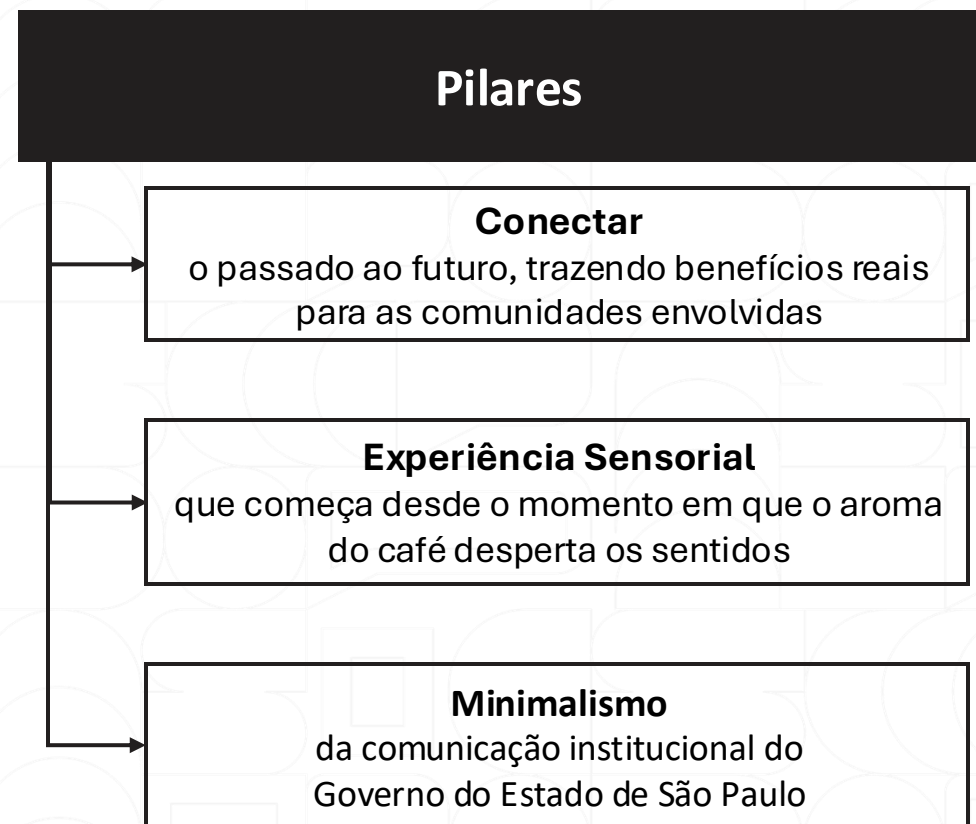 Pilares
Conectar
o passado ao futuro, trazendo benefícios reais
para as comunidades envolvidas
Experiência Sensorial
que começa desde o momento em que o aroma
do café desperta os sentidos
Minimalismo
da comunicação institucional do
Governo do Estado de São Paulo